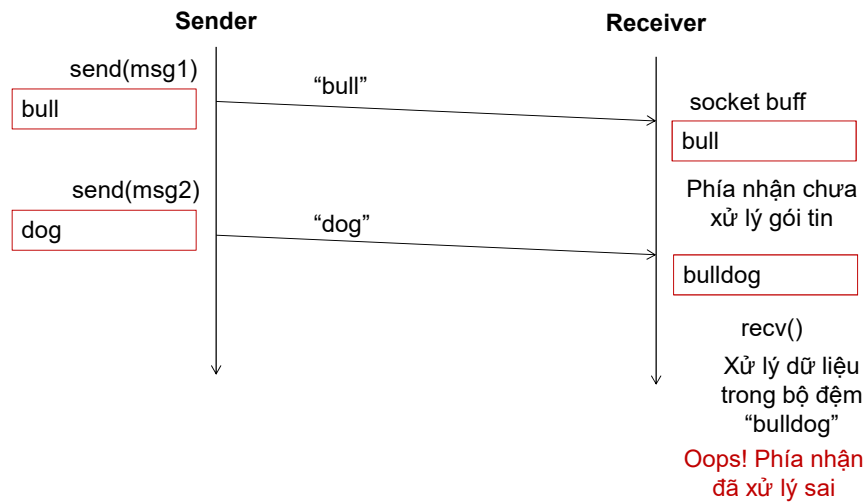 Sender
Receiver
send(msg1)
“bull”
bull
socket buff
bull
send(msg2)
“dog”
dog
Phía nhận chưa
xử lý gói tin
bulldog
recv()
Xử lý dữ liệu
trong bộ đệm
“bulldog”
Oops! Phía nhận
đã xử lý sai